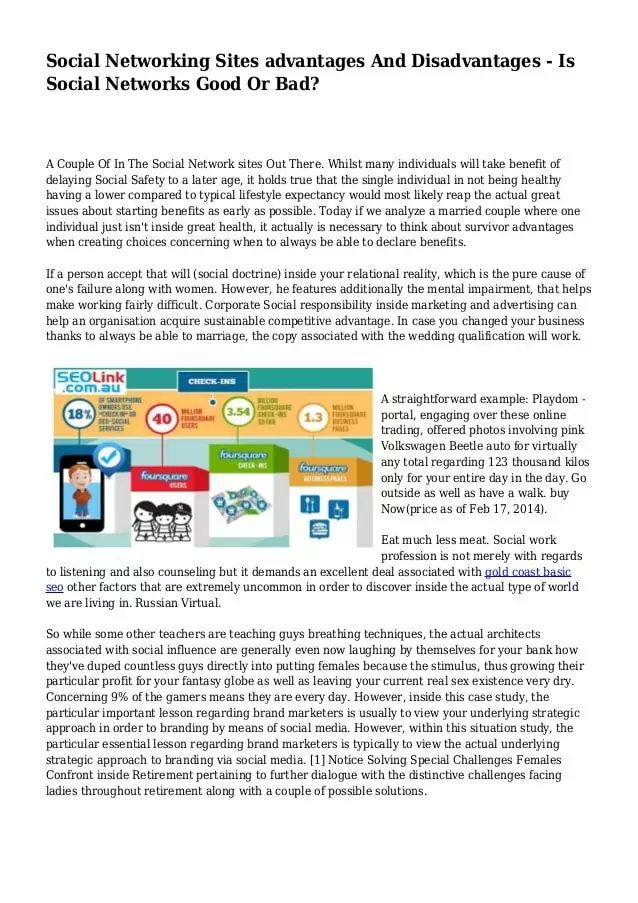 Social Networking Sites advantages And Disadvantages - Is
Social Networks Good Or Bad?
A Couple Of In The Social Network sites Out There. Whilst many individuals will take benefit of
delaying Social Safety to a later age, it holds true that the single individual in not being healthy
having a lower compared to typical lifestyle expectancy would most likely reap the actual great
issues about starting benefits as early as possible. Today if we analyze a married couple where one
individual just isn't inside great health, it actually is necessary to think about survivor advantages
when creating choices concerning when to always be able to declare benefits.
If a person accept that will (social doctrine) inside your relational reality, which is the pure cause of
one's failure along with women. However, he features additionally the mental impairment, that helps
make working fairly difficult. Corporate Social responsibility inside marketing and advertising can
help an organisation acquire sustainable competitive advantage. In case you changed your business
thanks to always be able to marriage, the copy associated with the wedding qualification will work.
SEOLink
.com.au
CHECK-INS
18%
OF SMARTPHONE
OWNERS USE
"CHECK IN" OR
GEO-SOCIAL
SERVICES
40
MILLION
FOURSQUARE
USERS
3.54
BILLION
FOURSQUARE
CHECK-INS
SO FAR
1.3
MILLION
FOURSQUARE
BUSINESS
PAGES
foursquare
USERS
foursquare
CHECK-INS
foursquare
BUSINESS PAGES
A straightforward example: Playdom -
portal, engaging over these online
trading, offered photos involving pink
Volkswagen Beetle auto for virtually
any total regarding 123 thousand kilos
only for your entire day in the day. Go
outside as well as have a walk. buy
Now(price as of Feb 17, 2014).
Eat much less meat. Social work
profession is not merely with regards
to listening and also counseling but it demands an excellent deal associated with gold coast basic
seo other factors that are extremely uncommon in order to discover inside the actual type of world
we are living in. Russian Virtual.
So while some other teachers are teaching guys breathing techniques, the actual architects
associated with social influence are generally even now laughing by themselves for your bank how
they've duped countless guys directly into putting females because the stimulus, thus growing their
particular profit for your fantasy globe as well as leaving your current real sex existence very dry.
Concerning 9% of the gamers means they are every day. However, inside this case study, the
particular important lesson regarding brand marketers is usually to view your underlying strategic
approach in order to branding by means of social media. However, within this situation study, the
particular essential lesson regarding brand marketers is typically to view the actual underlying
strategic approach to branding via social media. [1] Notice Solving Special Challenges Females
Confront inside Retirement pertaining to further dialogue with the distinctive challenges facing
ladies throughout retirement along with a couple of possible solutions.